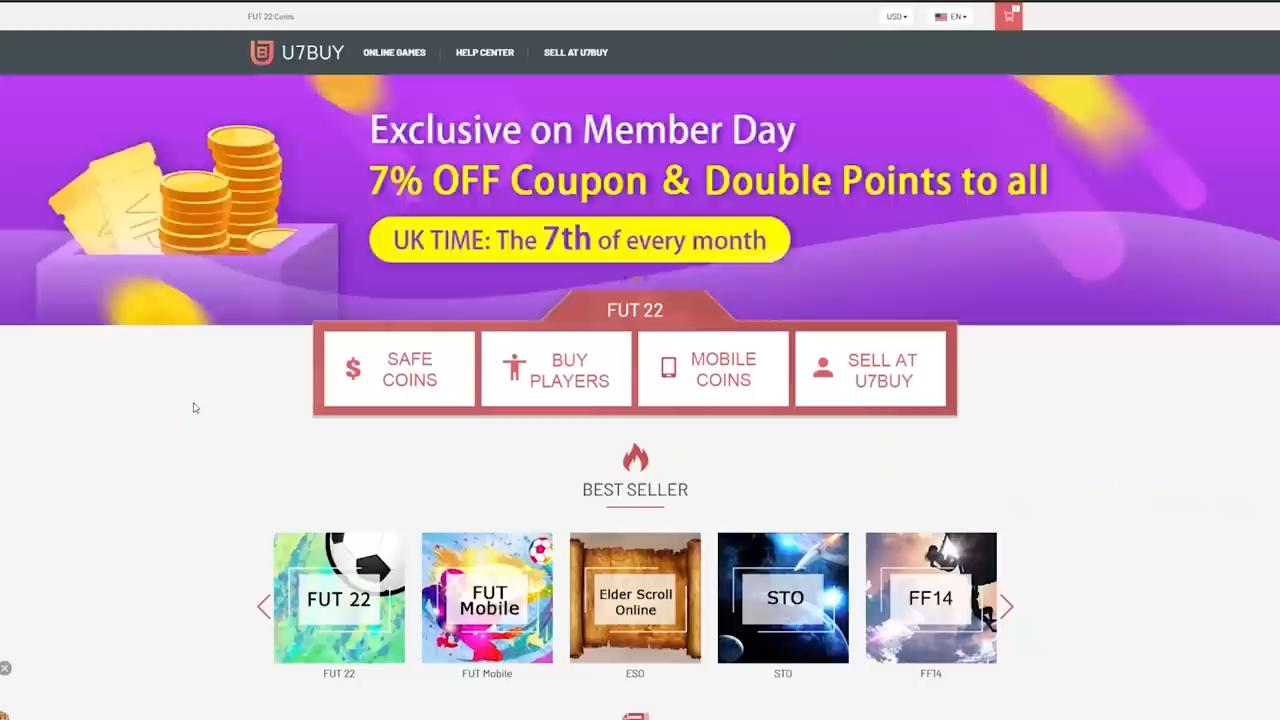 FUT 22 Coins
USD
EN
1
U7BUY
ONLINE GAMES
HELP CENTER
SELL AT U7BUY
Exclusive on Member Day
7% OFF Coupon & Double Points to all
UK TIME: The 7th of every month
FUT 22
SAFE
COINS
BUY
PLAYERS
MOBILE
COINS
SELL AT
U7BUY
BEST SELLER
FUT 22
FUT
Mobile
Elder Scroll
Online
STO
FF14
FUT 22
FUT Mobile
ESO
STO
FF14